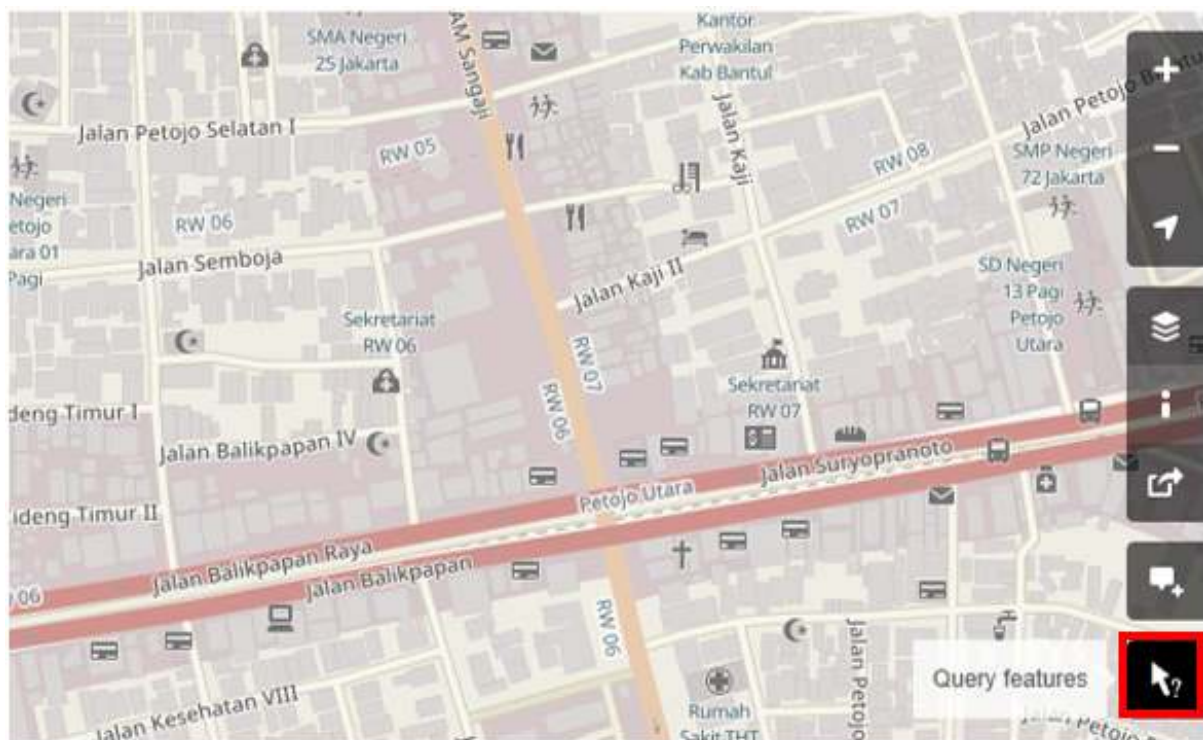 SMA Negeri
25 Jakarta
AM Sangaji
Kantor
Perwakilan
Kab Bantul
Jalan Petojo Selatan I
RW 05
Jalan Kaji
RW 08
Jalan Petojo
SMP Negeri
72 Jakarta
Negeri
etojo
ara 01
Pagi
RW 06
RW 07
Jalan Semboja
Jalan Kaji II
SD Negeri
13 Pagi
Petojo
Utara
Sekretariat
RW 06
RW 07
RW 06
Sekretariat
RW 07
deng Timur I
Jalan Balikpapan IV
Jalan Suryopranoto
Petojo Utara
ideng Timur II
Jalan Balikpapan Raya
Jalan Balikpapan
06
RW 06
Jalan Petojo
Query features
Jalan Kesehatan VIII
Rumah
Sakit THT
Jalan Petojo